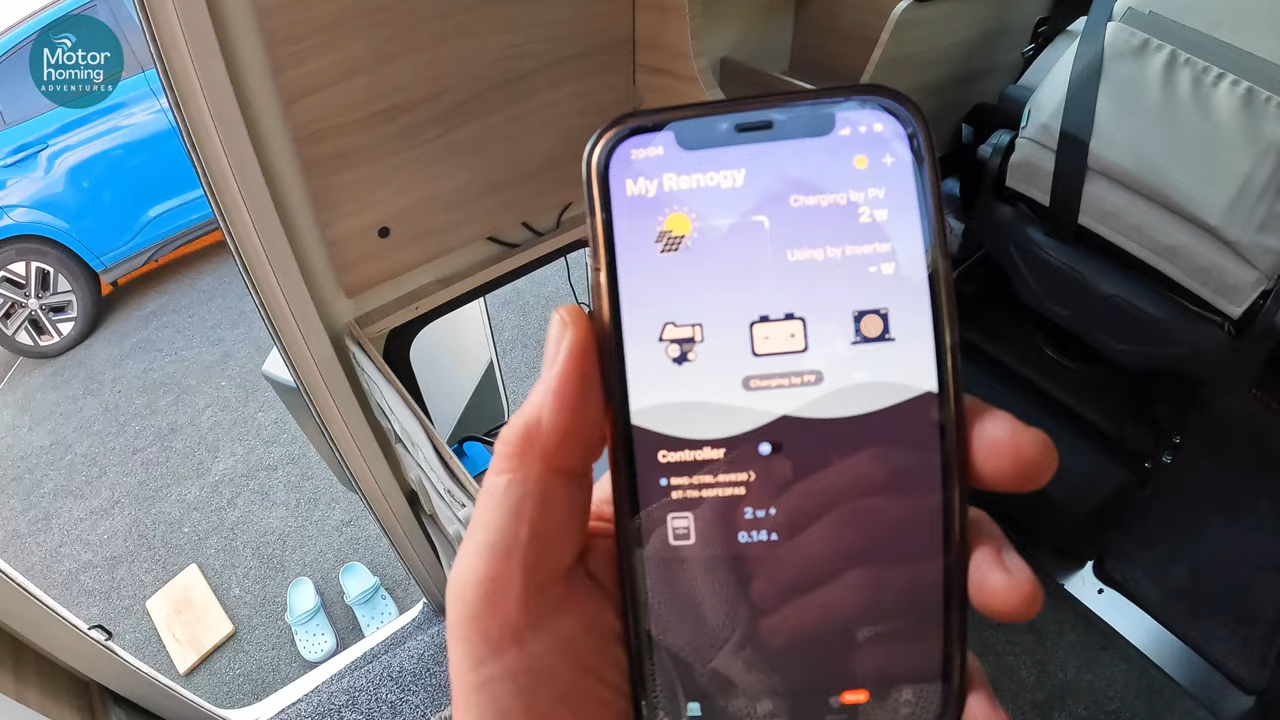 Motor
homing
ADVENTURES
20:04
My Renogy
Charging by PV
2 w
Using by inverter
- w
Charging by PV
Controller
2 w
0.14 A